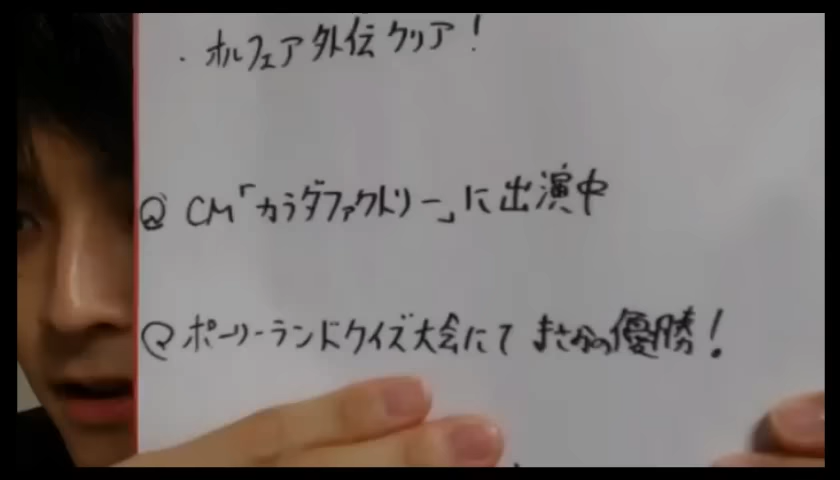 ・オルフェア外伝クリア!
CM「カラダファクトリー」に出演中
ポーリーランドクイズ大会にて まさかの優勝!